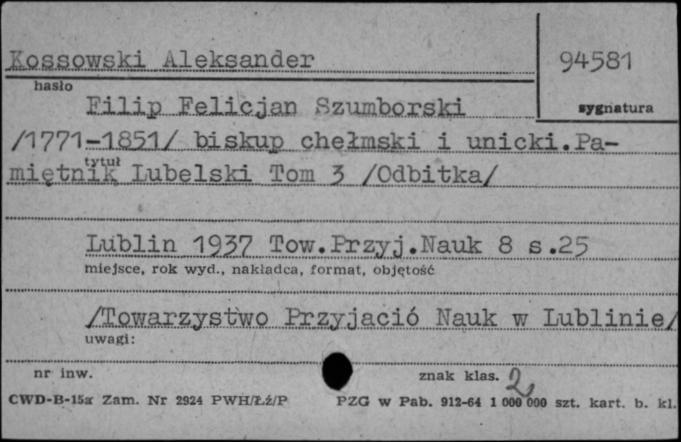 Kossowski Aleksander
94581
hasło
sygnatura
Filip Felicjan Szumborski
/1771-1851/ biskup chełmski i unicki.Pa-
tytuł
miętnik Lubelski Tom 3 /Odbitka/
Lublin 1937 Tow.Przyj.Nauk 8 s.25
miejsce, rok wyd., nakładca, format, objętość
/Towarzystwo Przyjació Nauk w Lublinie/
uwagi:
nr inw.
znak klas. 2
CWD-B-15a Zam. Nr 2924 PWH/Łź/P PZG w Pab. 912-64 1 000 000 szt. kart. b. kl.